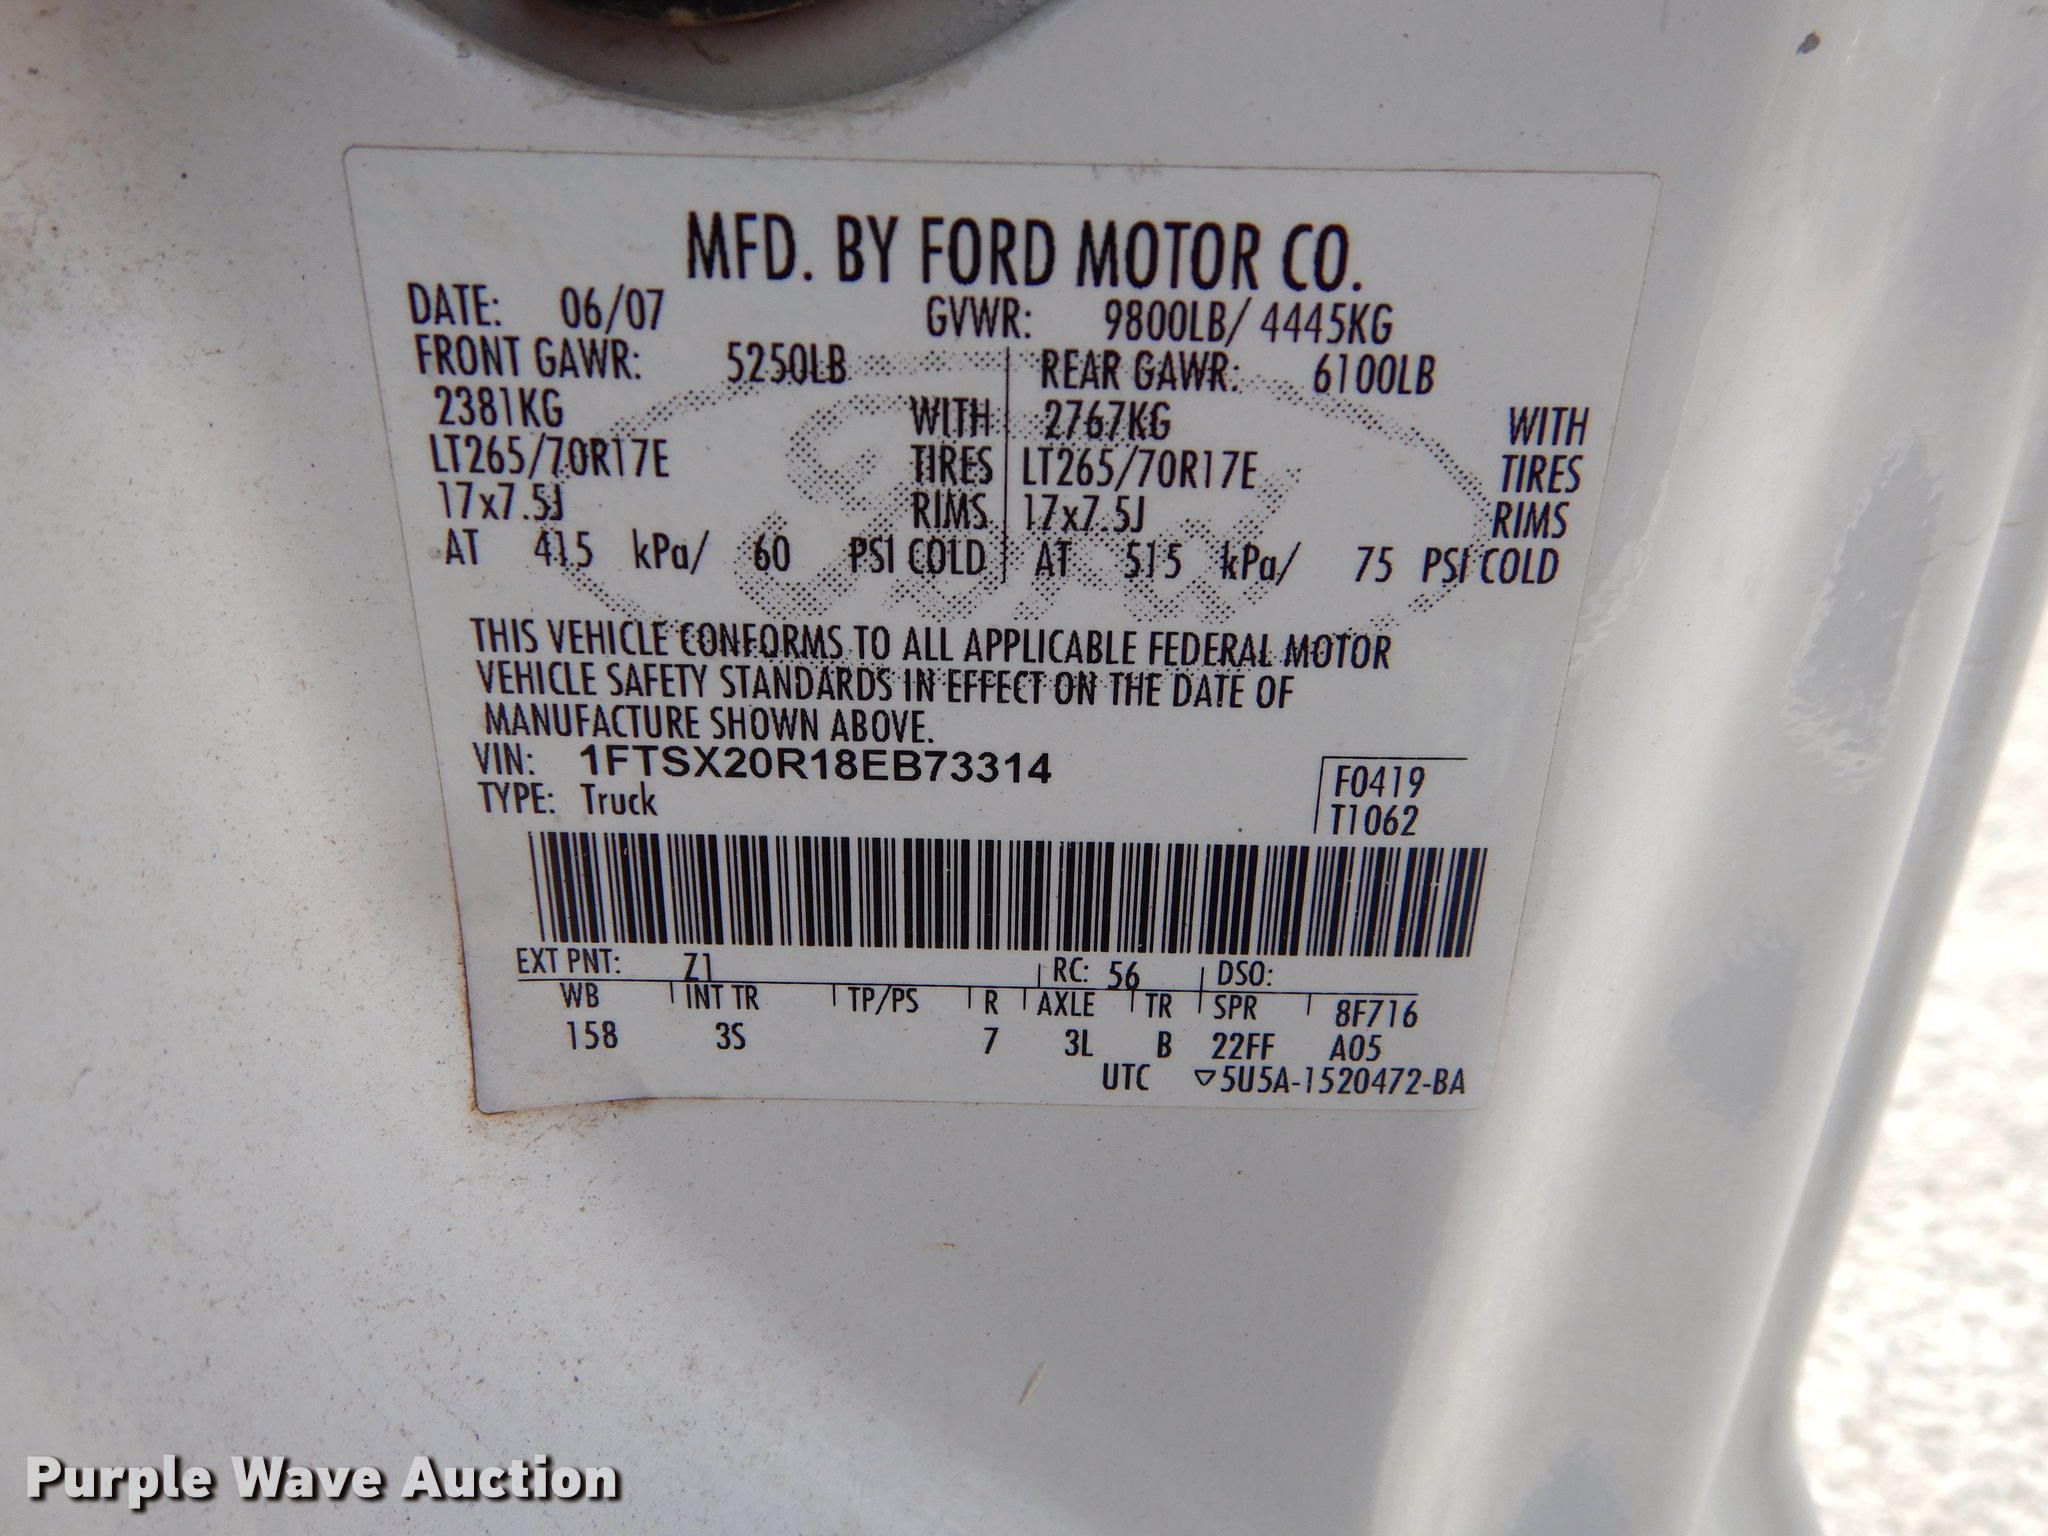 MFD. BY FORD MOTOR CO.
DATE: 06/07 GVWR: 9800LB/ 4445KG
FRONT GAWR: 5250LB REAR GAWR: 6100LB
2381KG WITH 2767KG WITH
LT265/70R17E TIRES LT265/70R17E TIRES
17x7.5J RIMS 17x7.5J RIMS
AT 415 kPa/ 60 PSI COLD AT 515 kPa/ 75 PSI COLD
THIS VEHICLE CONFORMS TO ALL APPLICABLE FEDERAL MOTOR
VEHICLE SAFETY STANDARDS IN EFFECT ON THE DATE OF
MANUFACTURE SHOWN ABOVE.
VIN: 1FTSX20R18EB73314 F0419
TYPE: Truck T1062
EXT PNT: Z1 RC: 56 DSO:
WB INT TR TP/PS R AXLE TR SPR 8F716
158 3S 7 3L B 22FF A05
UTC ▽5U5A-1520472-BA
Purple Wave Auction